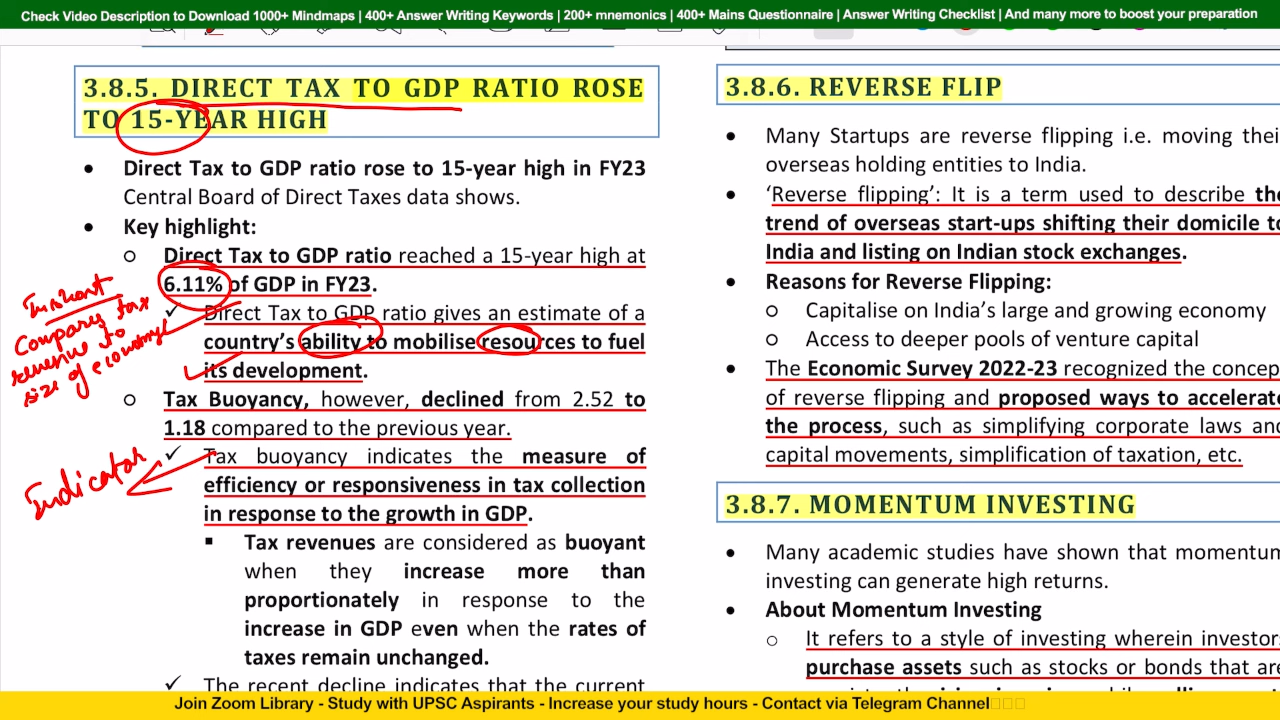 Check Video Description to Download 1000+ Mindmaps | 400+ Answer Writing Keywords | 200+ mnemonics | 400+ Mains Questionnaire | Answer Writing Checklist | And many more to boost your preparation
3.8.5. DIRECT TAX TO GDP RATIO ROSE
TO 15-YEAR HIGH
• Direct Tax to GDP ratio rose to 15-year high in FY23
Central Board of Direct Taxes data shows.
• Key highlight:
o Direct Tax to GDP ratio reached a 15-year high at
6.11% of GDP in FY23.
✓ Direct Tax to GDP ratio gives an estimate of a
country's ability to mobilise resources to fuel
its development.
o Tax Buoyancy, however, declined from 2.52 to
1.18 compared to the previous year.
✓ Tax buoyancy indicates the measure of
efficiency or responsiveness in tax collection
in response to the growth in GDP.
▪ Tax revenues are considered as buoyant
when they increase more than
proportionately in response to the
increase in GDP even when the rates of
taxes remain unchanged.
✓ The recent decline indicates that the current
Compares tax
revenue to
size of economy
Indicator
3.8.6. REVERSE FLIP
• Many Startups are reverse flipping i.e. moving their
overseas holding entities to India.
• ‘Reverse flipping’: It is a term used to describe the
trend of overseas start-ups shifting their domicile to
India and listing on Indian stock exchanges.
• Reasons for Reverse Flipping:
o Capitalise on India's large and growing economy
o Access to deeper pools of venture capital
• The Economic Survey 2022-23 recognized the concep
of reverse flipping and proposed ways to accelerate
the process, such as simplifying corporate laws and
capital movements, simplification of taxation, etc.
3.8.7. MOMENTUM INVESTING
• Many academic studies have shown that momentum
investing can generate high returns.
• About Momentum Investing
o It refers to a style of investing wherein investors
purchase assets such as stocks or bonds that are
Join Zoom Library - Study with UPSC Aspirants - Increase your study hours - Contact via Telegram Channel